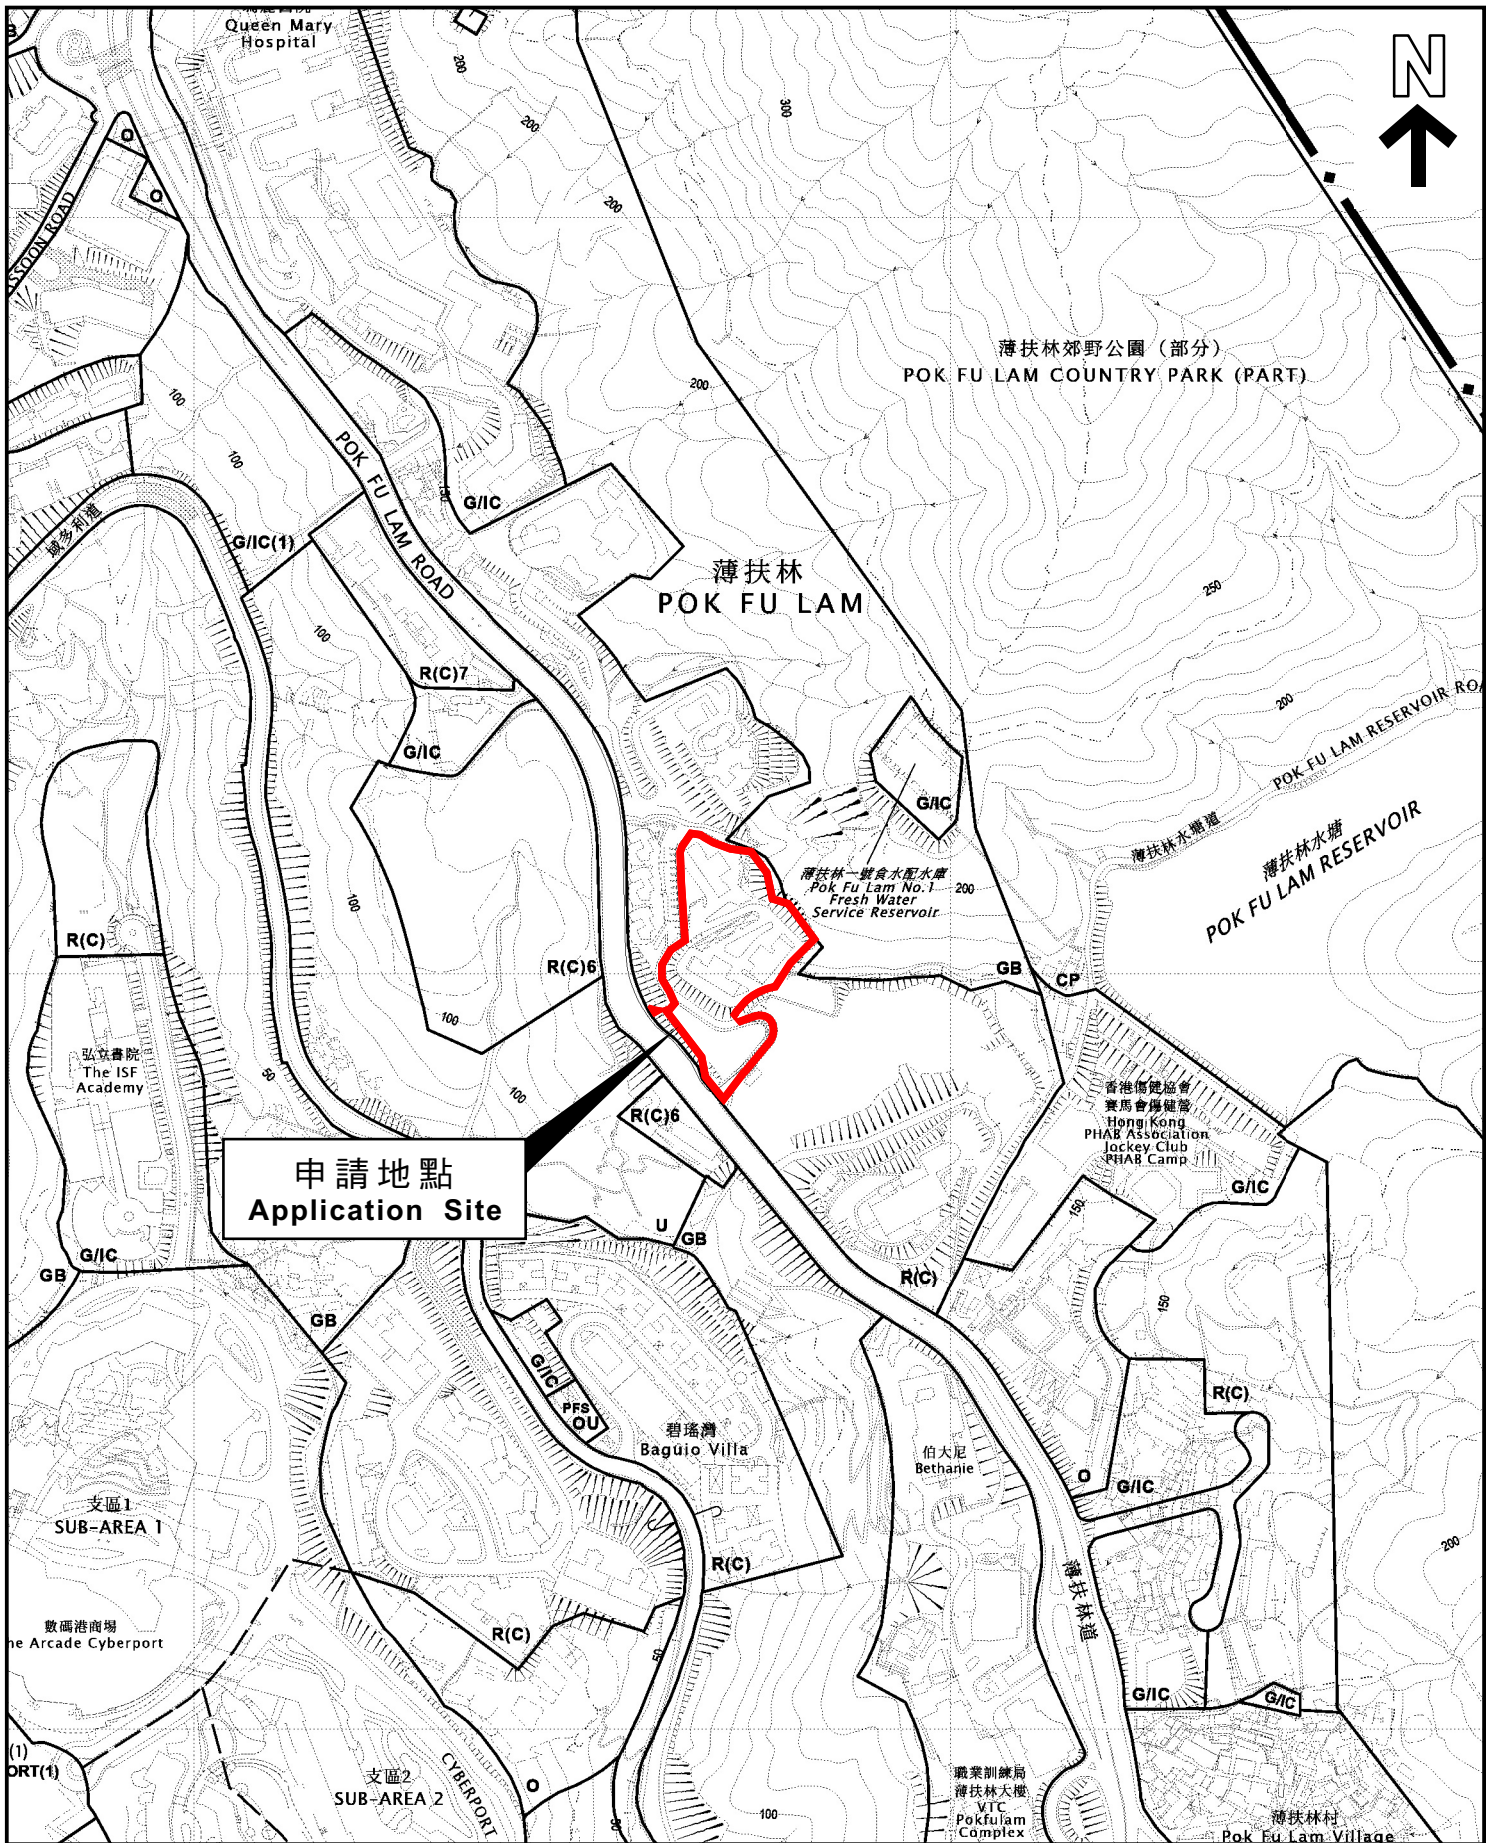 Queen Mary
Hospital
N
200
200
300
200
O
O
薄扶林郊野公園（部分）
POK FU LAM COUNTRY PARK (PART)
200
100
100
POK FU LAM ROAD
150
G/IC
域多利道
G/IC(1)
薄扶林
POK FU LAM
250
100
R(C)7
200
POK FU LAM RESERVOIR
G/IC
G/IC
薄扶林水塘道
薄扶林水塘
POK FU LAM RESERVOIR
薄扶林一號食水配水庫
Pok Fu Lam No.1
Fresh Water
Service Reservoir
200
100
R(C)
R(C)6
GB
CP
100
弘立書院
The ISF
Academy
50
100
R(C)6
香港傷健協會
賽馬會傷健營
Hong Kong
PHAB Association
Jockey Club
PHAB Camp
申請地點
Application Site
G/IC
150
U
GB
G/IC
GB
R(C)
GB
150
G/IC
PFS
OU
R(C)
碧瑤灣
Baguio Villa
伯大尼
Bethanie
O
G/IC
支區1
SUB-AREA 1
200
R(C)
薄扶林道
數碼港商場
he Arcade Cyberport
R(C)
50
G/IC
G/IC
(1)
ORT(1)
支區2
SUB-AREA 2
CYBERPORT
O
100
職業訓練局
薄扶林大樓
VTC
Pokfulam
Complex
薄扶林村
Pok Fu Lam Village